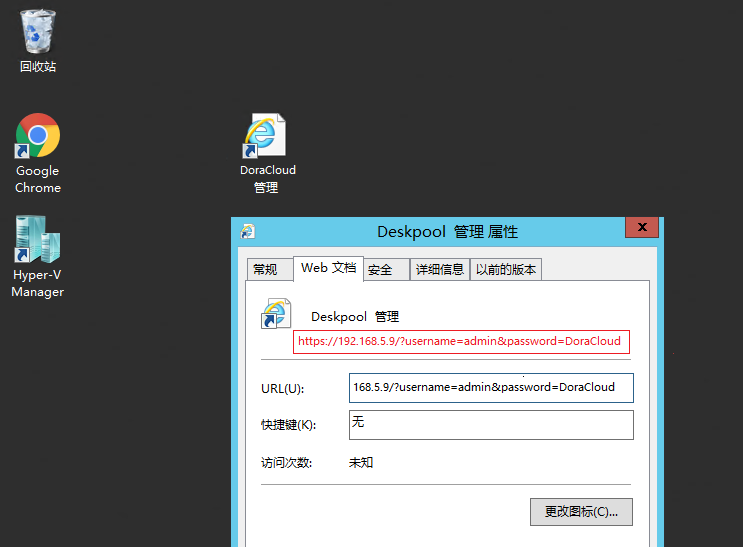 回收站
Google
Chrome
DoraCloud
管理
Hyper-V
Manager
Deskpool 管理 属性
x
常规
Web 文档
安全
详细信息
以前的版本
Deskpool 管理
https://192.168.5.9/?username=admin&password=DoraCloud
URL(U):
168.5.9/?username=admin&password=DoraCloud
快捷键(K):
无
访问次数:
未知
更改图标(C)...